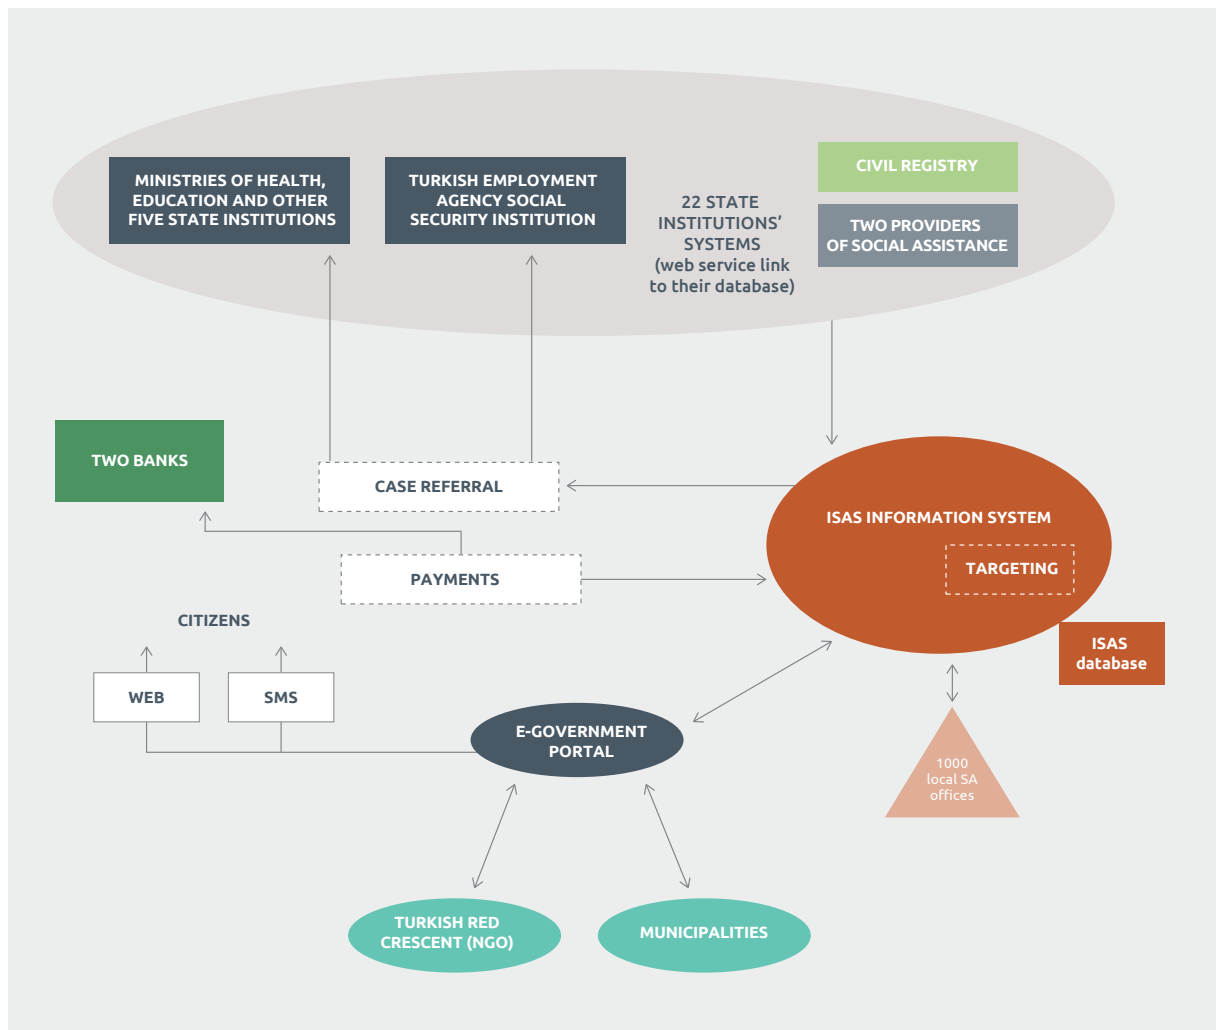 MINISTRIES OF HEALTH,
EDUCATION AND OTHER
FIVE STATE INSTITUTIONS
TURKISH EMPLOYMENT
AGENCY SOCIAL
SECURITY INSTITUTION
22 STATE
INSTITUTIONS’
SYSTEMS
(web service link
to their database)
CIVIL REGISTRY
TWO PROVIDERS
OF SOCIAL ASSISTANCE
TWO BANKS
CASE REFERRAL
ISAS INFORMATION SYSTEM
TARGETING
PAYMENTS
CITIZENS
ISAS
database
WEB
SMS
E-GOVERNMENT
PORTAL
1000
local SA
offices
TURKISH RED
CRESCENT (NGO)
MUNICIPALITIES